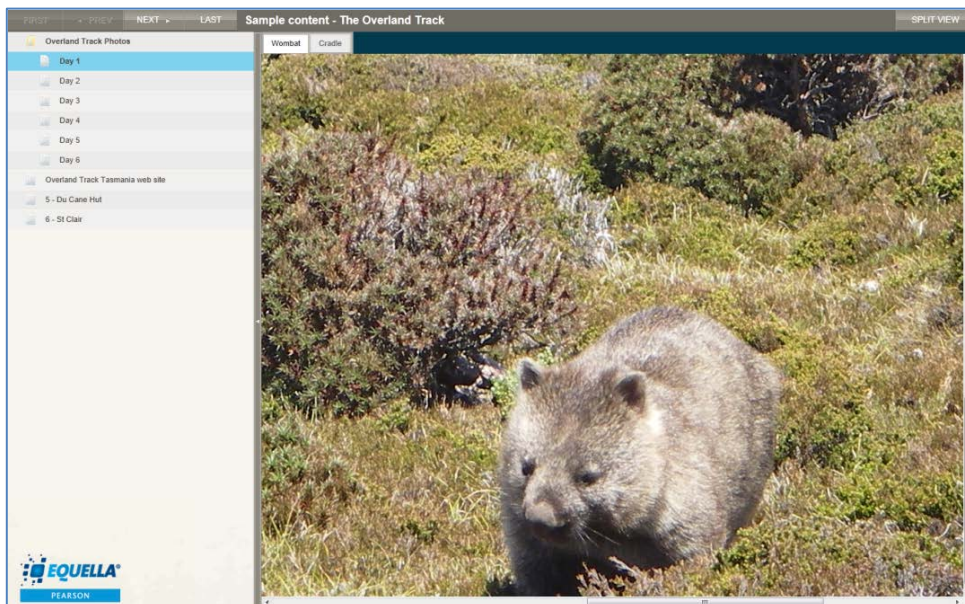 FIRST ◂ PREV NEXT ▸ LAST Sample content - The Overland Track SPLIT VIEW
Overland Track Photos
Day 1
Day 2
Day 3
Day 4
Day 5
Day 6
Overland Track Tasmania web site
5 - Du Cane Hut
6 - St Clair
Wombat Cradle
EQUELLA®
PEARSON